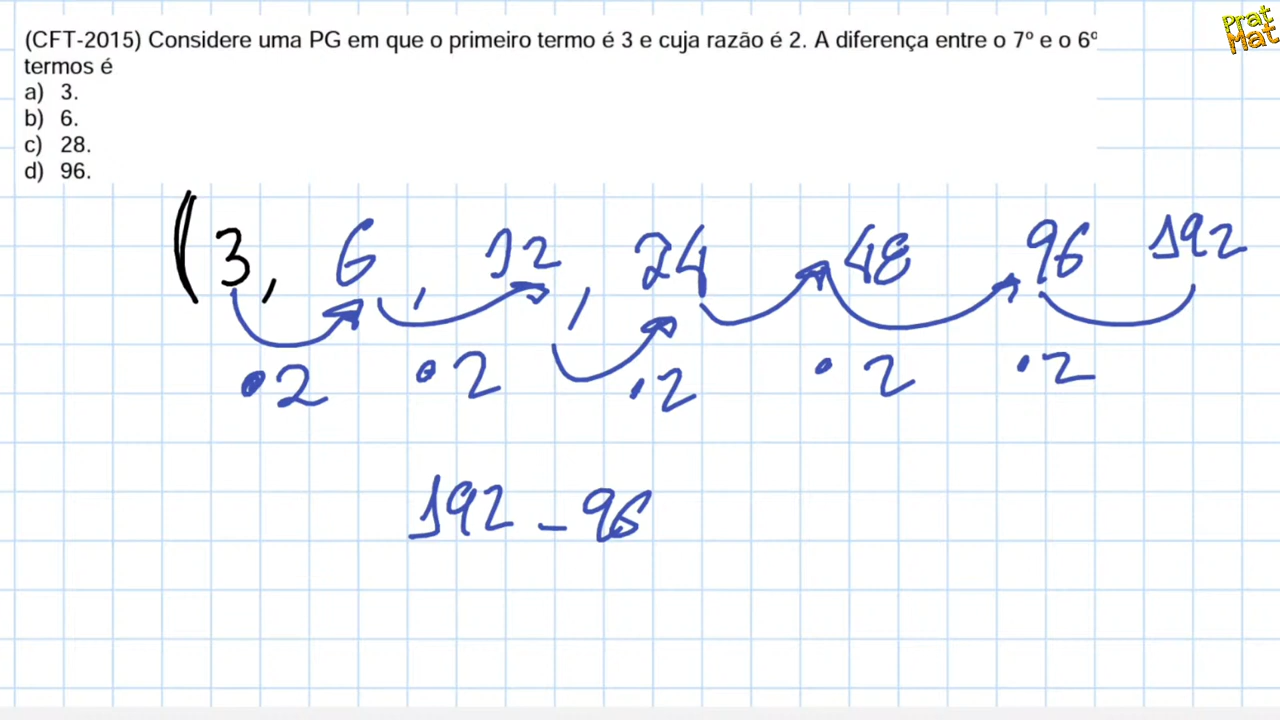 Prat
Mat
(CFT-2015) Considere uma PG em que o primeiro termo é 3 e cuja razão é 2. A diferença entre o 7º e o 6º
termos é
a) 3.
b) 6.
c) 28.
d) 96.
(3, 6, 12, 24 48 96 192
•2 •2 •2 •2 •2
192 - 96